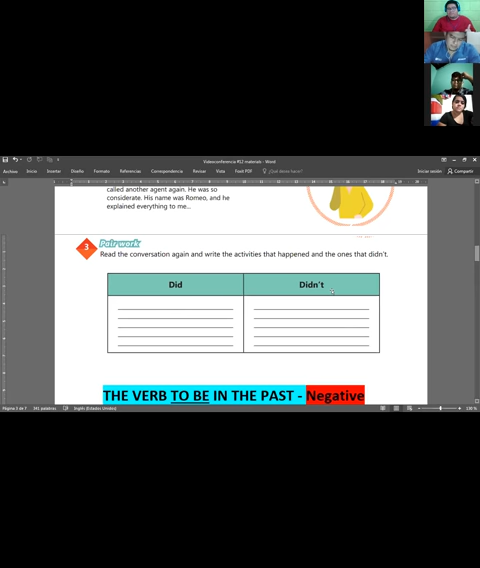 Videoconferencia #12 materials - Word
Archivo Inicio Insertar Diseño Formato Referencias Correspondencia Revisar Vista Foxit PDF ¿Qué desea hacer? Iniciar sesión Compartir
called another agent again. He was so
considerate. His name was Romeo, and he
explained everything to me...
3 Pair work
Read the conversation again and write the activities that happened and the ones that didn't.
Did Didn't
THE VERB TO BE IN THE PAST - Negative
Página 5 de 7 341 palabras Inglés (Estados Unidos) 130 %